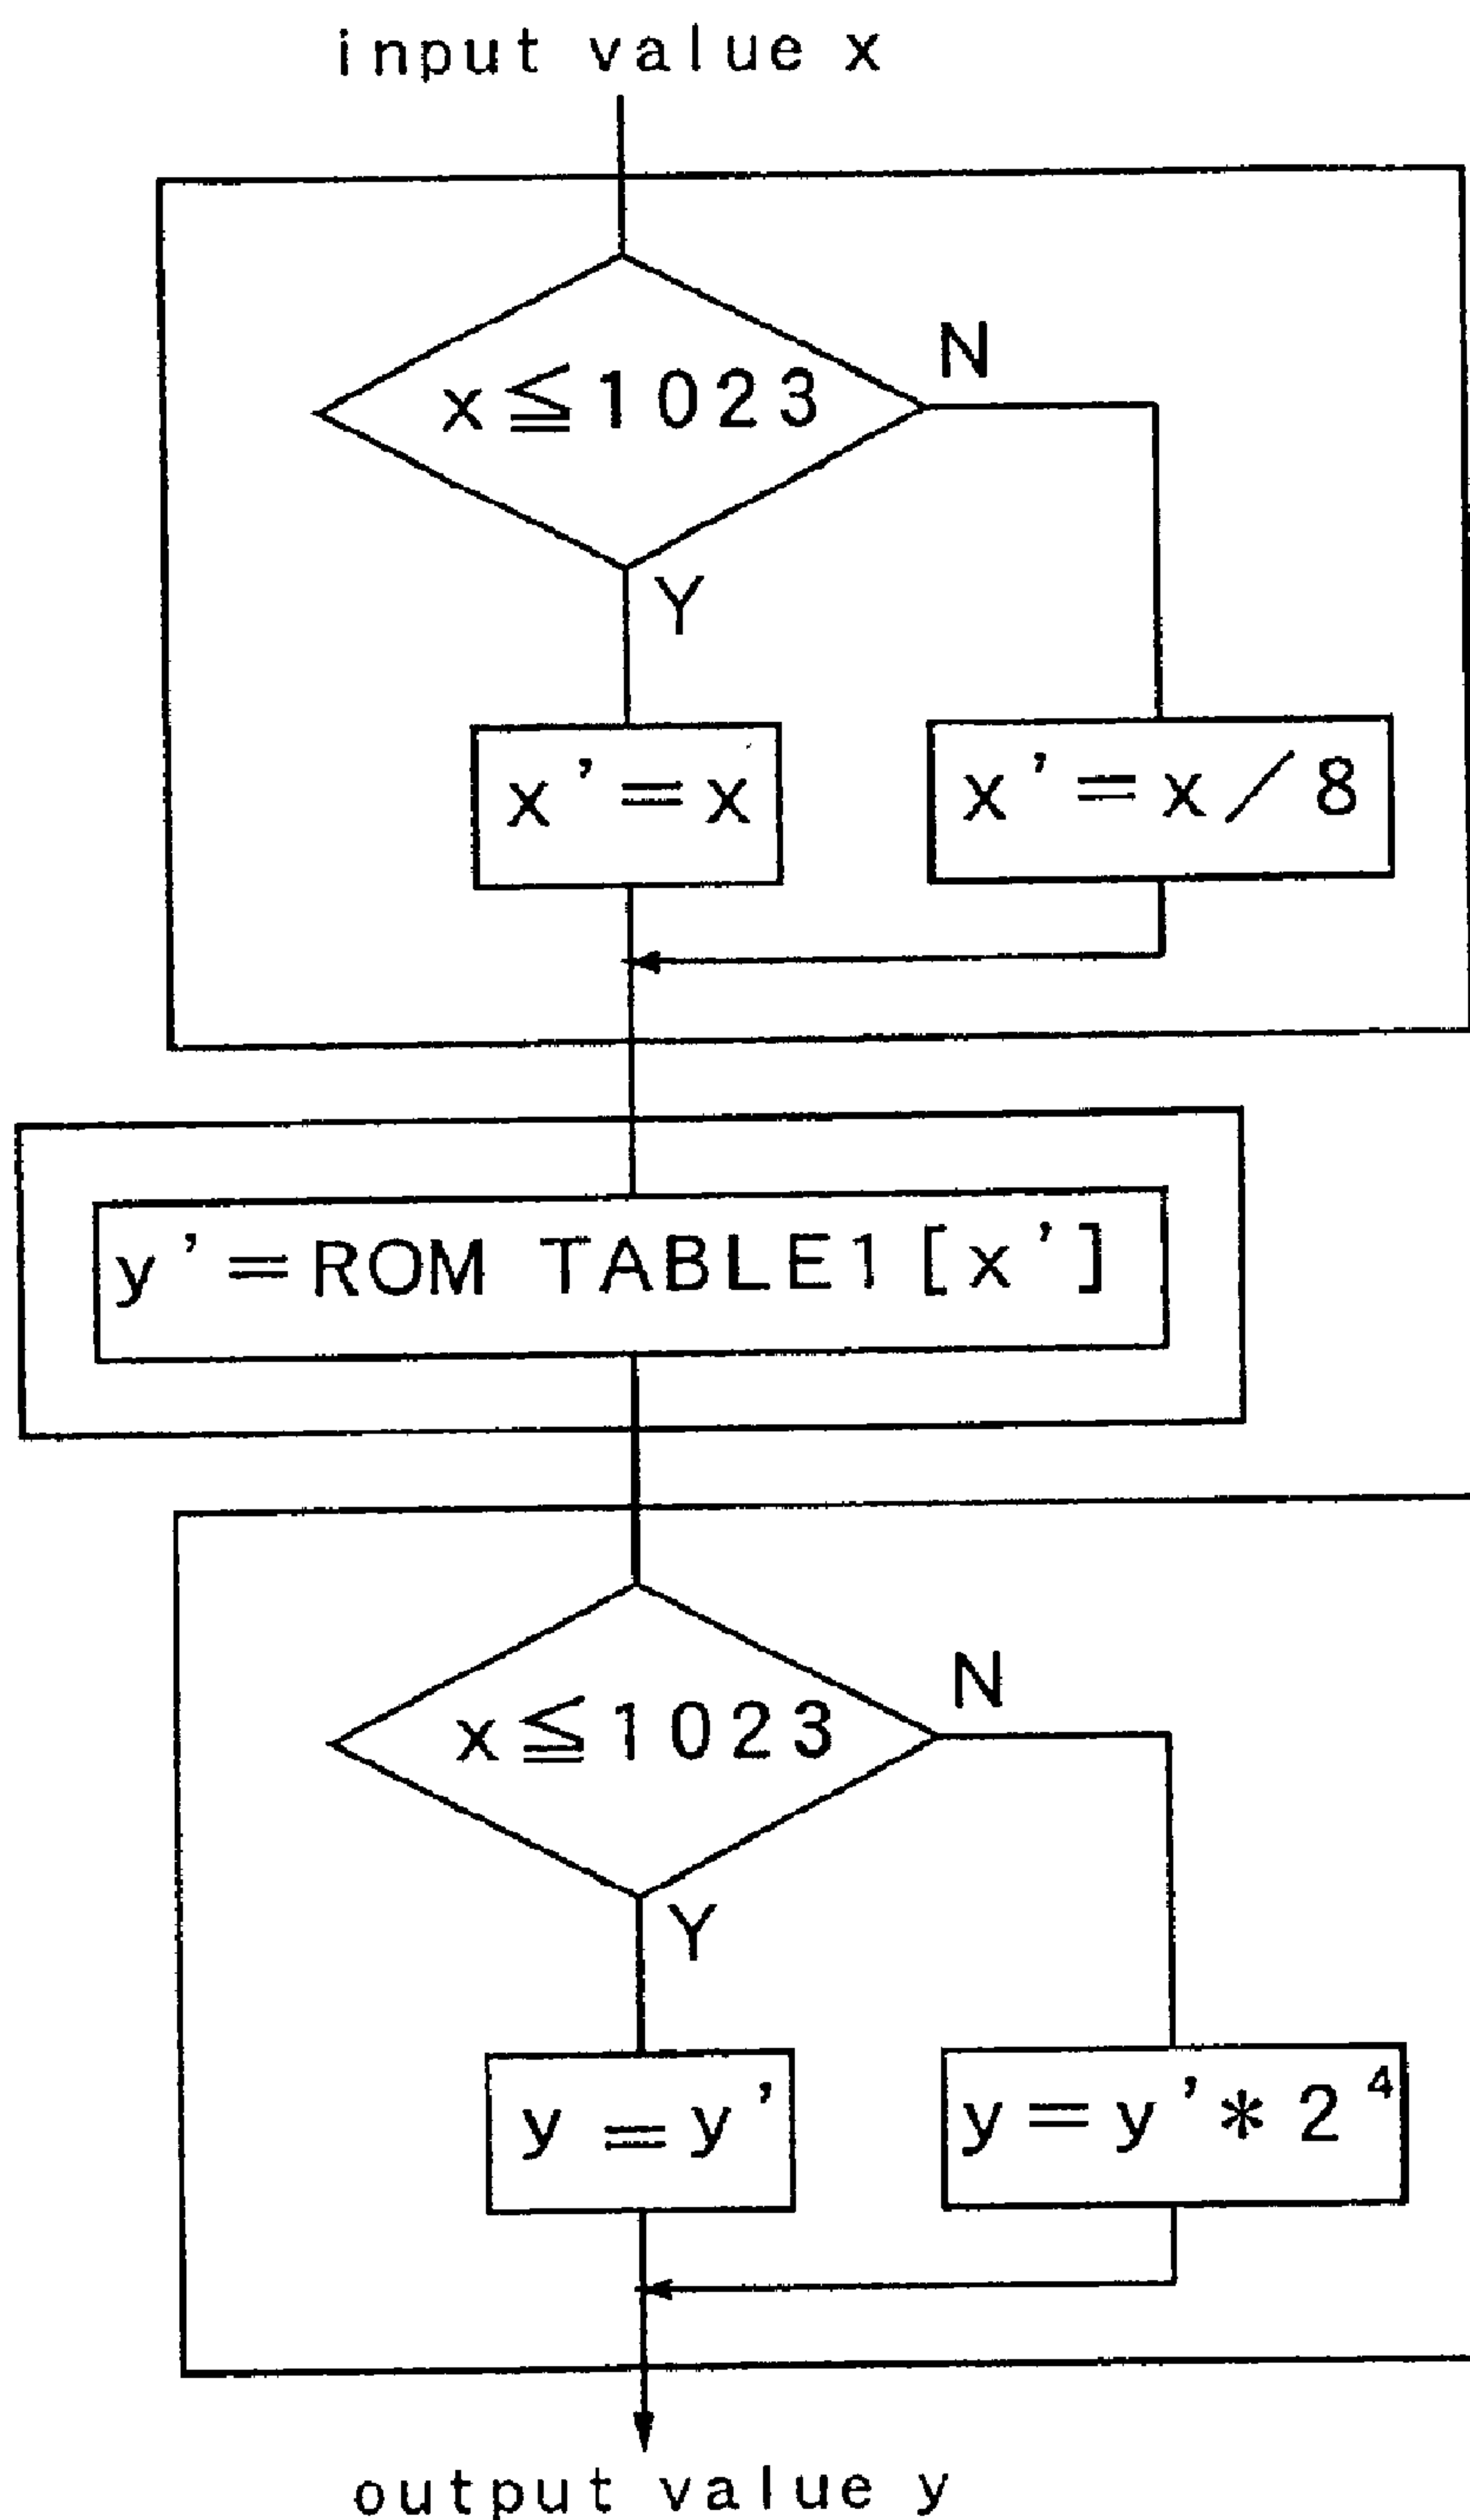 input value x
x≦1023
N
Y
x'=x
x'=x/8
y'=ROM TABLE1[x']
x≦1023
N
Y
y=y'
y=y'*2⁴
output value y